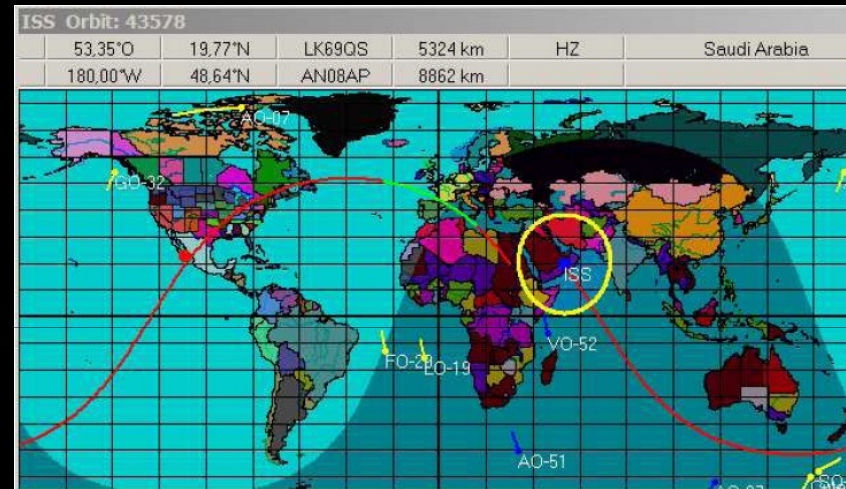 ISS Orbit: 43578
53,35°O 19,77°N LK69QS 5324 km HZ Saudi Arabia
180,00°W 48,64°N AN08AP 8862 km
AO-07
GO-32
ISS
VO-52
FO-29
LO-19
AO-51